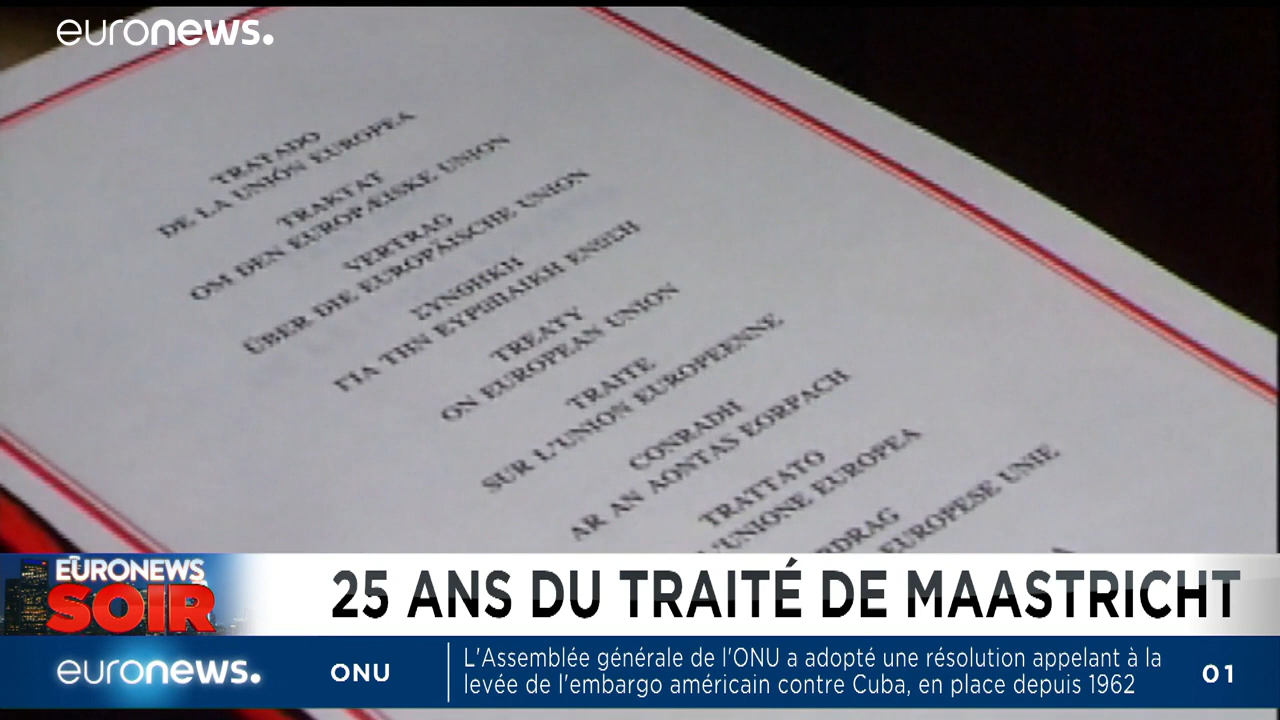 euronews.
TRATADO
DE LA UNIÓN EUROPEA
TRAKTAT
OM DEN EUROPÆISKE UNION
VERTRAG
ÜBER DIE EUROPÄISCHE UNION
ΣΥΝΘΗΚΗ
ΓΙΑ ΤΗΝ ΕΥΡΩΠΑΪΚΗ ΕΝΩΣΗ
TREATY
ON EUROPEAN UNION
TRAITE
SUR L'UNION EUROPEENNE
CONRADH
AR AN AONTAS EORPACH
TRATTATO
L'UNIONE EUROPEA
RDRAG
EUROPESE UNIE
EURONEWS
SOIR
25 ANS DU TRAITÉ DE MAASTRICHT
euronews.
ONU
L'Assemblée générale de l'ONU a adopté une résolution appelant à la
levée de l'embargo américain contre Cuba, en place depuis 1962
01